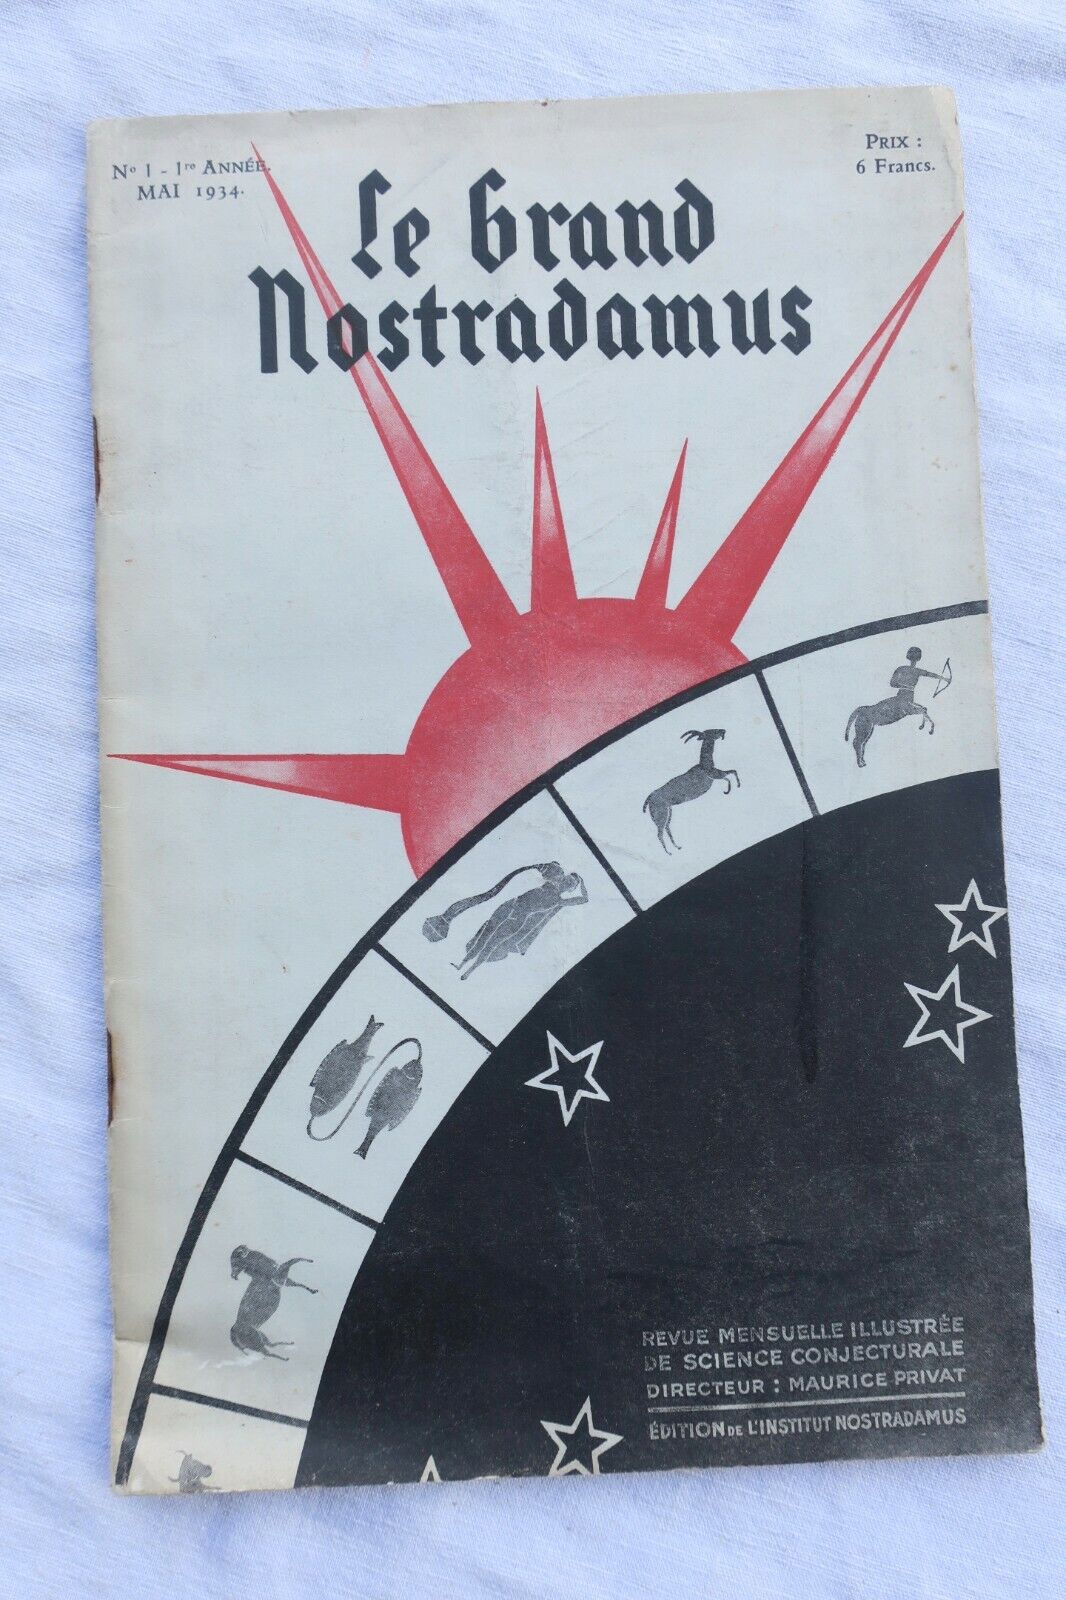 Nº 1 - 1re ANNÉE.
MAI 1934.
PRIX :
6 Francs.
Le Grand
Nostradamus
REVUE MENSUELLE ILLUSTRÉE
DE SCIENCE CONJECTURALE
DIRECTEUR : MAURICE PRIVAT
ÉDITION DE L'INSTITUT NOSTRADAMUS